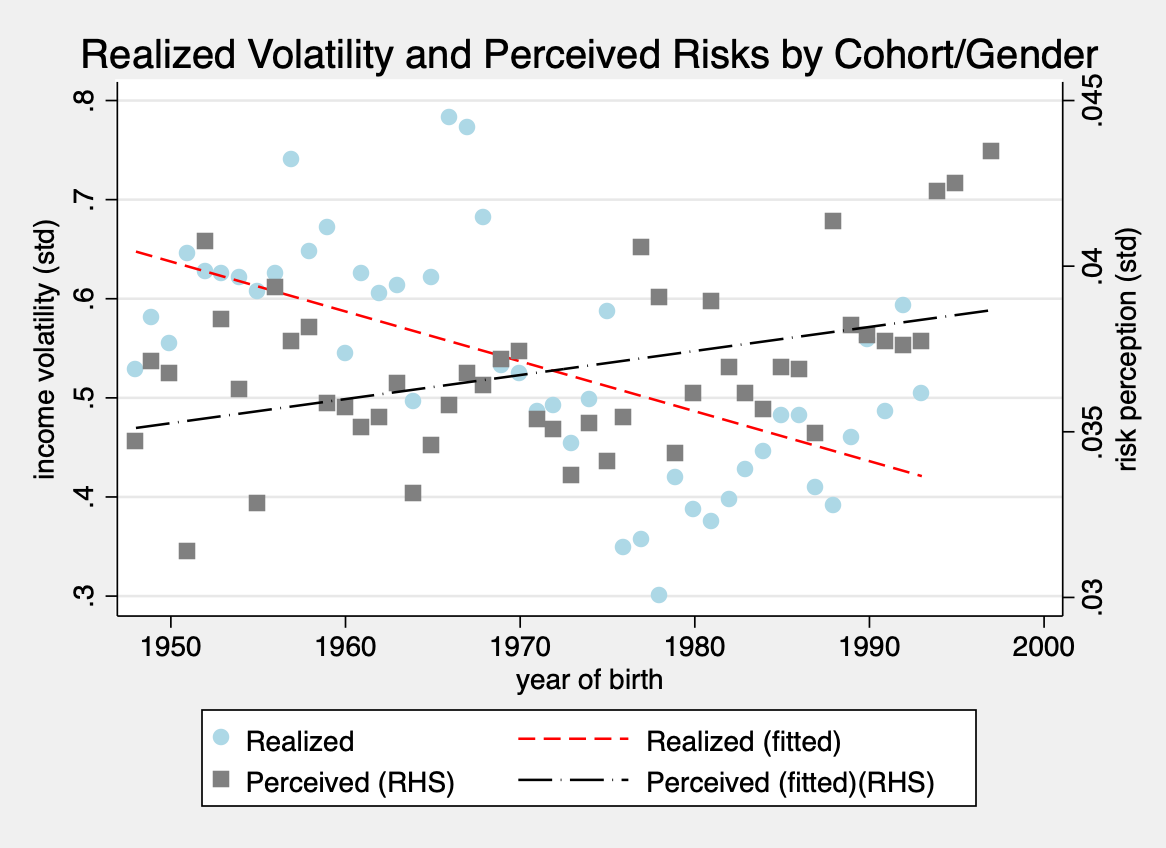 Realized Volatility and Perceived Risks by Cohort/Gender
income volatility (std)
.8
.7
.6
.5
.4
.3
.045
.04
.035
.03
risk perception (std)
1950 1960 1970 1980 1990 2000
year of birth
Realized Realized (fitted)
Perceived (RHS) Perceived (fitted)(RHS)